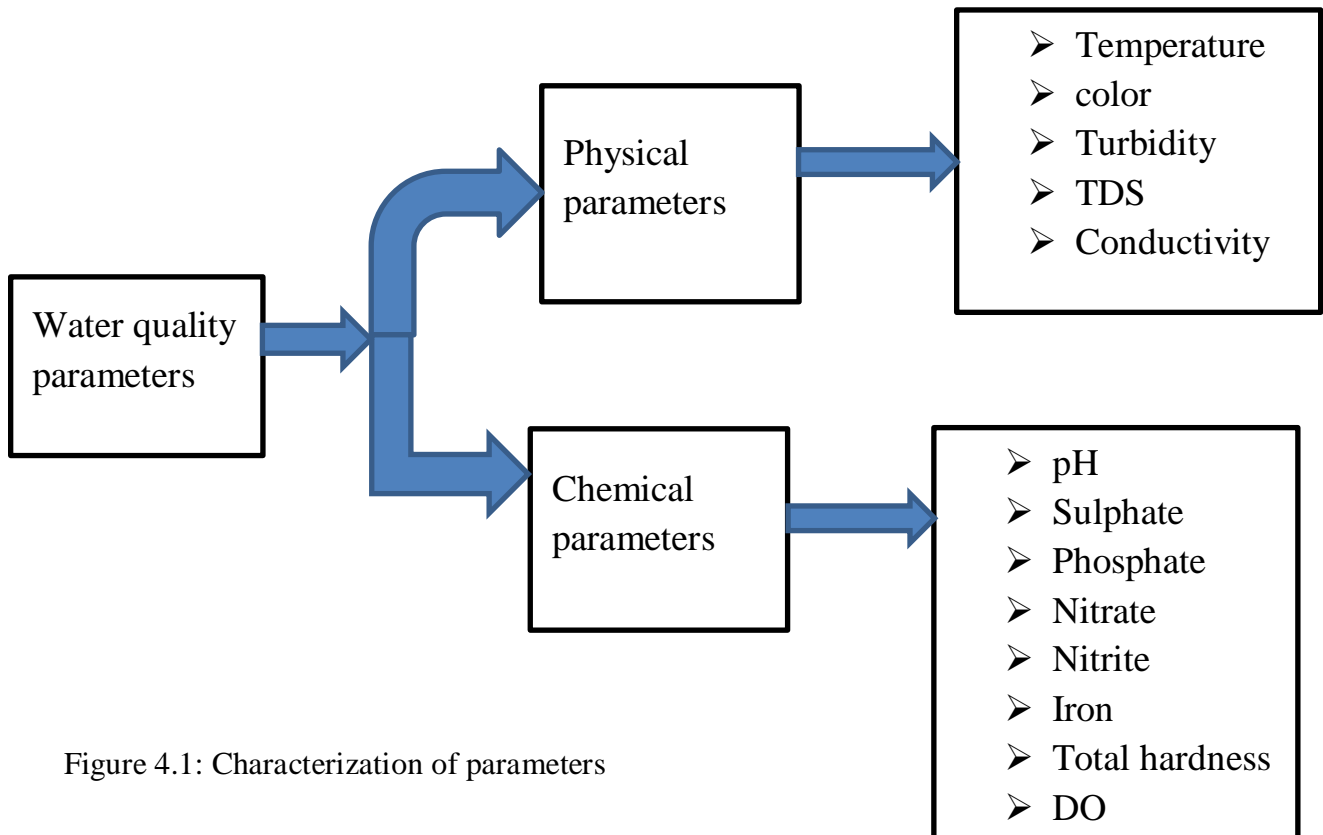 Water quality
parameters
Physical
parameters
➢ Temperature
➢ color
➢ Turbidity
➢ TDS
➢ Conductivity
Chemical
parameters
➢ pH
➢ Sulphate
➢ Phosphate
➢ Nitrate
➢ Nitrite
➢ Iron
➢ Total hardness
➢ DO
Figure 4.1: Characterization of parameters